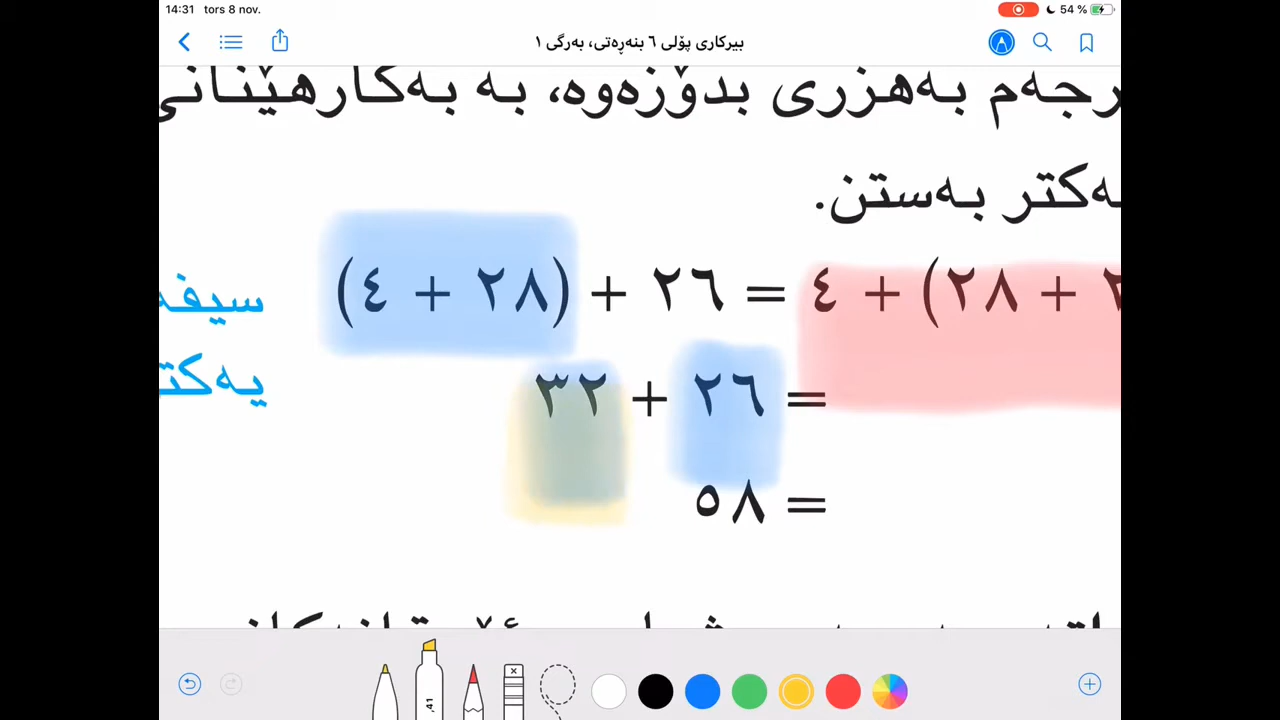 14:31 tors 8 nov. 54 %
بیرکاری پۆلی ٦ بنەڕەتی، بەرگی ١
بەهزری بدۆزەوە، بە بەکارهێنانی
بەستن.
٢٨ + ٤ = ٢٦ + (٢٨ + ٤)
= ٢٦ + ٣٢
= ٥٨